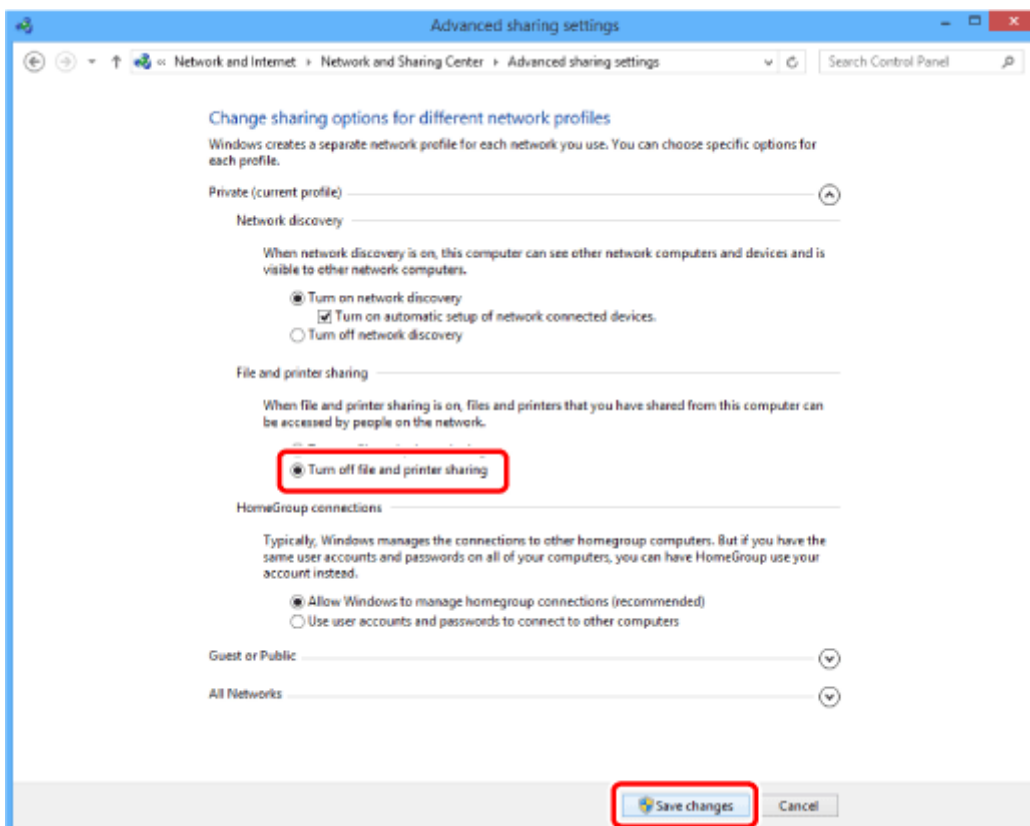 Advanced sharing settings
« Network and Internet Network and Sharing Center Advanced sharing settings
Search Control Panel
Change sharing options for different network profiles
Windows creates a separate network profile for each network you use. You can choose specific options for
each profile.
Private (current profile)
Network discovery
When network discovery is on, this computer can see other network computers and devices and is
visible to other network computers.
Turn on network discovery
Turn on automatic setup of network connected devices.
Turn off network discovery
File and printer sharing
When file and printer sharing is on, files and printers that you have shared from this computer can
be accessed by people on the network.
Turn off file and printer sharing
HomeGroup connections
Typically, Windows manages the connections to other homegroup computers. But if you have the
same user accounts and passwords on all of your computers, you can have HomeGroup use your
account instead.
Allow Windows to manage homegroup connections (recommended)
Use user accounts and passwords to connect to other computers
Guest or Public
All Networks
Save changes
Cancel